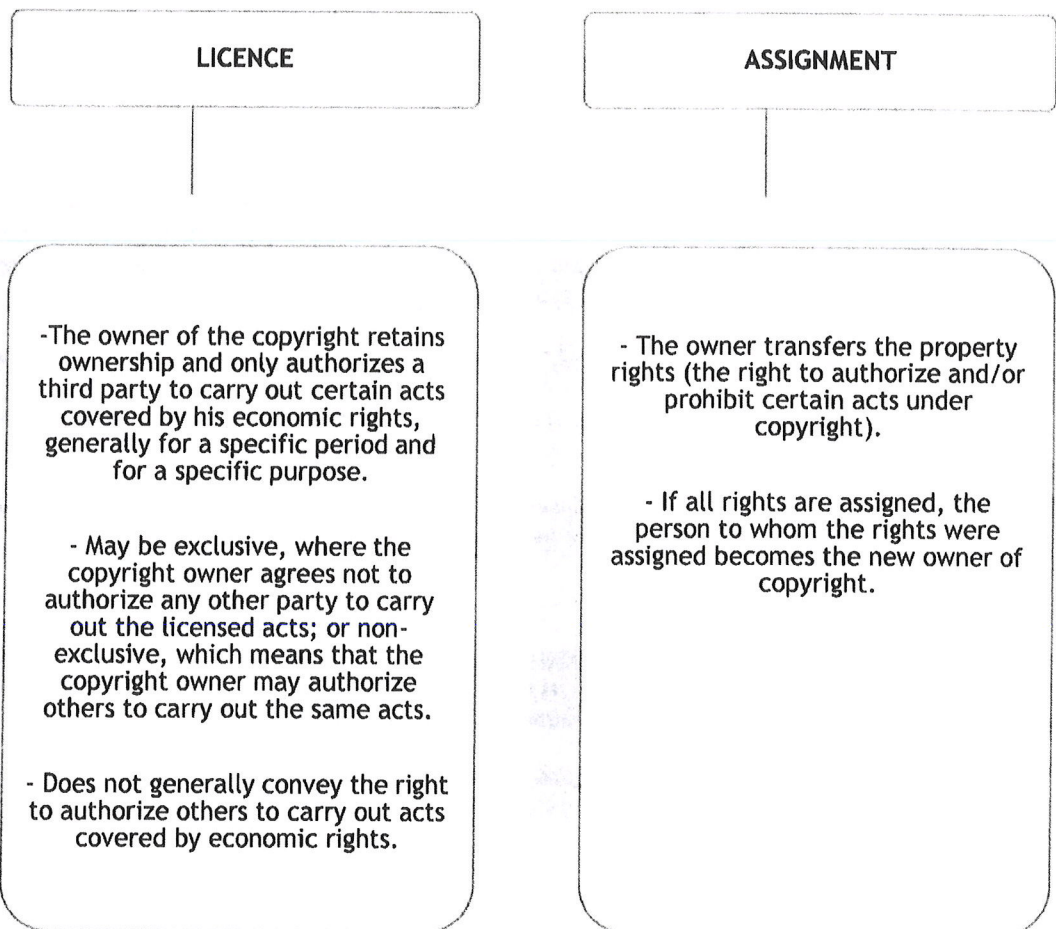 LICENCE
-The owner of the copyright retains
ownership and only authorizes a
third party to carry out certain acts
covered by his economic rights,
generally for a specific period and
for a specific purpose.
- May be exclusive, where the
copyright owner agrees not to
authorize any other party to carry
out the licensed acts; or non-
exclusive, which means that the
copyright owner may authorize
others to carry out the same acts.
- Does not generally convey the right
to authorize others to carry out acts
covered by economic rights.
ASSIGNMENT
- The owner transfers the property
rights (the right to authorize and/or
prohibit certain acts under
copyright).
- If all rights are assigned, the
person to whom the rights were
assigned becomes the new owner of
copyright.